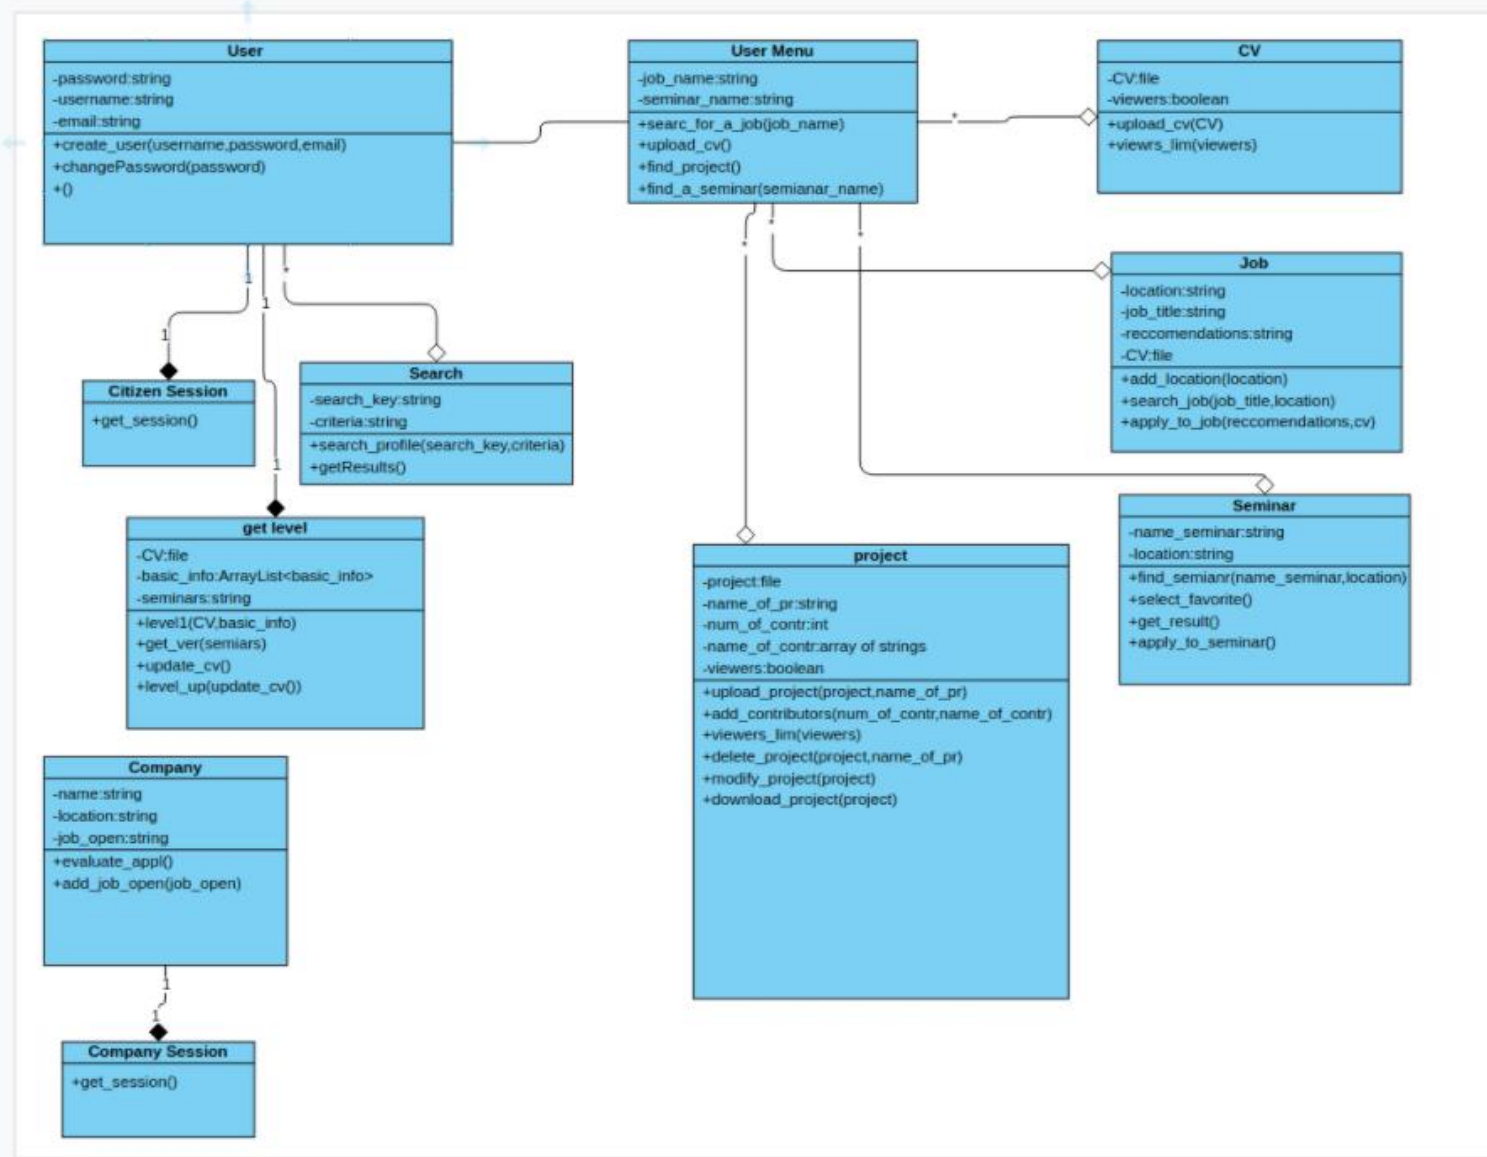 User
-password:string
-username:string
-email:string
+create_user(username,password,email)
+changePassword(password)
+()
User Menu
-job_name:string
-seminar_name:string
+searc_for_a_job(job_name)
+upload_cv()
+find_project()
+find_a_seminar(semianar_name)
CV
-CV:file
-viewers:boolean
+upload_cv(CV)
+viewrs_lim(viewers)
*
1
1
*
1
1
*
*
*
Job
-location:string
-job_title:string
-reccomendations:string
-CV:file
+add_location(location)
+search_job(job_title,location)
+apply_to_job(reccomendations,cv)
Citizen Session
+get_session()
Search
-search_key:string
-criteria:string
+search_profile(search_key,criteria)
+getResults()
Seminar
-name_seminar:string
-location:string
+find_semianr(name_seminar,location)
+select_favorite()
+get_result()
+apply_to_seminar()
get level
-CV:file
-basic_info:ArrayList<basic_info>
-seminars:string
+level1(CV,basic_info)
+get_ver(semiars)
+update_cv()
+level_up(update_cv())
project
-project:file
-name_of_pr:string
-num_of_contr:int
-name_of_contr:array of strings
-viewers:boolean
+upload_project(project,name_of_pr)
+add_contributors(num_of_contr,name_of_contr)
+viewers_lim(viewers)
+delete_project(project,name_of_pr)
+modify_project(project)
+download_project(project)
Company
-name:string
-location:string
-job_open:string
+evaluate_appl()
+add_job_open(job_open)
1
1
Company Session
+get_session()